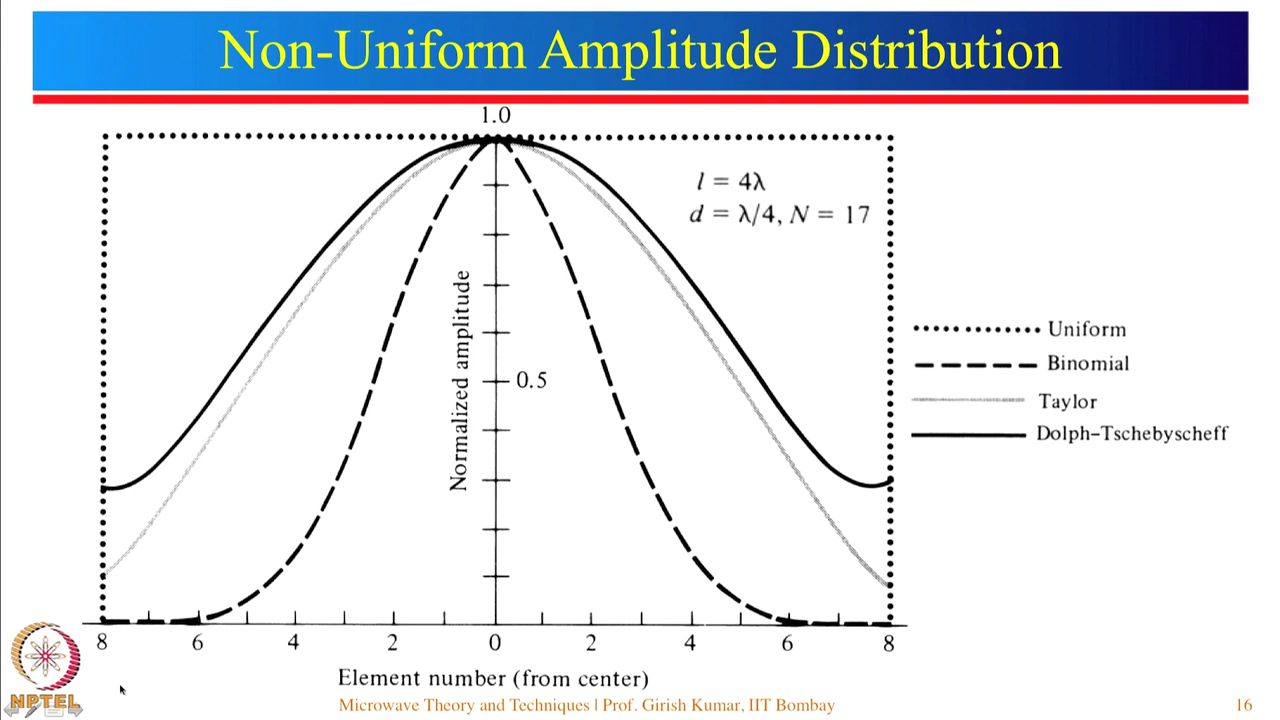 Non-Uniform Amplitude Distribution
1.0
l = 4λ
d = λ/4, N = 17
Normalized amplitude
0.5
Uniform
Binomial
Taylor
Dolph-Tschebyscheff
8 6 4 2 0 2 4 6 8
Element number (from center)
NPTEL
Microwave Theory and Techniques | Prof. Girish Kumar, IIT Bombay
16